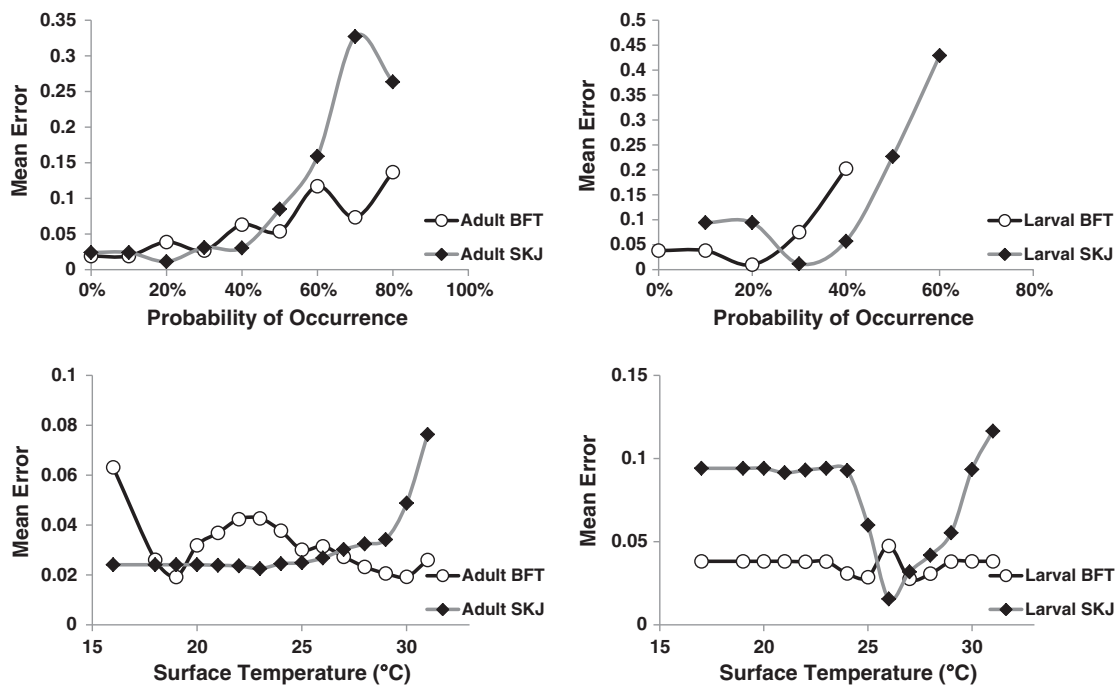 0.35
0.3
0.25
0.2
0.15
0.1
0.05
0
Mean Error
0% 20% 40% 60% 80% 100%
Probability of Occurrence
Adult BFT
Adult SKJ
0.5
0.45
0.4
0.35
0.3
0.25
0.2
0.15
0.1
0.05
0
Mean Error
0% 20% 40% 60% 80%
Probability of Occurrence
Larval BFT
Larval SKJ
0.1
0.08
0.06
0.04
0.02
0
Mean Error
15 20 25 30
Surface Temperature (°C)
Adult BFT
Adult SKJ
0.15
0.1
0.05
0
Mean Error
15 20 25 30
Surface Temperature (°C)
Larval BFT
Larval SKJ